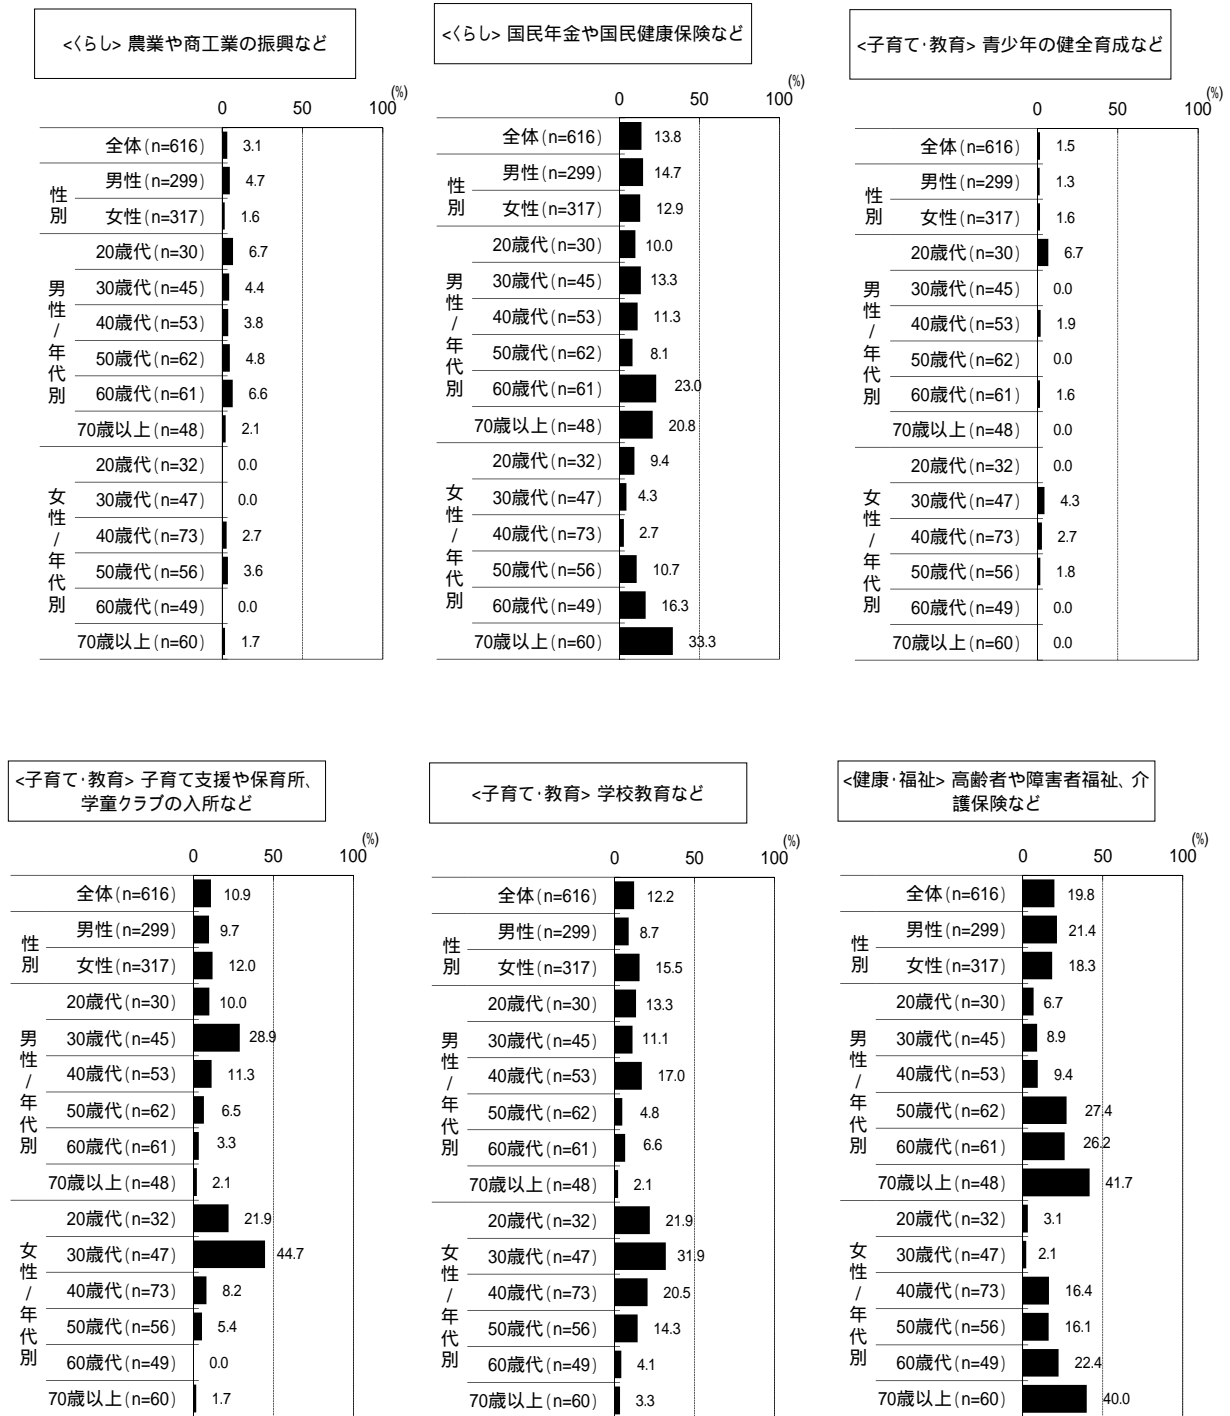 <くらし> 農業や商工業の振興など
(%)
0 50 100
全体(n=616) 3.1
性別
男性(n=299) 4.7
女性(n=317) 1.6
男性/年代別
20歳代(n=30) 6.7
30歳代(n=45) 4.4
40歳代(n=53) 3.8
50歳代(n=62) 4.8
60歳代(n=61) 6.6
70歳以上(n=48) 2.1
女性/年代別
20歳代(n=32) 0.0
30歳代(n=47) 0.0
40歳代(n=73) 2.7
50歳代(n=56) 3.6
60歳代(n=49) 0.0
70歳以上(n=60) 1.7
<くらし> 国民年金や国民健康保険など
(%)
0 50 100
全体(n=616) 13.8
性別
男性(n=299) 14.7
女性(n=317) 12.9
男性/年代別
20歳代(n=30) 10.0
30歳代(n=45) 13.3
40歳代(n=53) 11.3
50歳代(n=62) 8.1
60歳代(n=61) 23.0
70歳以上(n=48) 20.8
女性/年代別
20歳代(n=32) 9.4
30歳代(n=47) 4.3
40歳代(n=73) 2.7
50歳代(n=56) 10.7
60歳代(n=49) 16.3
70歳以上(n=60) 33.3
<子育て･教育> 青少年の健全育成など
(%)
0 50 100
全体(n=616) 1.5
性別
男性(n=299) 1.3
女性(n=317) 1.6
男性/年代別
20歳代(n=30) 6.7
30歳代(n=45) 0.0
40歳代(n=53) 1.9
50歳代(n=62) 0.0
60歳代(n=61) 1.6
70歳以上(n=48) 0.0
女性/年代別
20歳代(n=32) 0.0
30歳代(n=47) 4.3
40歳代(n=73) 2.7
50歳代(n=56) 1.8
60歳代(n=49) 0.0
70歳以上(n=60) 0.0
<子育て･教育> 子育て支援や保育所、
学童クラブの入所など
(%)
0 50 100
全体(n=616) 10.9
性別
男性(n=299) 9.7
女性(n=317) 12.0
男性/年代別
20歳代(n=30) 10.0
30歳代(n=45) 28.9
40歳代(n=53) 11.3
50歳代(n=62) 6.5
60歳代(n=61) 3.3
70歳以上(n=48) 2.1
女性/年代別
20歳代(n=32) 21.9
30歳代(n=47) 44.7
40歳代(n=73) 8.2
50歳代(n=56) 5.4
60歳代(n=49) 0.0
70歳以上(n=60) 1.7
<子育て･教育> 学校教育など
(%)
0 50 100
全体(n=616) 12.2
性別
男性(n=299) 8.7
女性(n=317) 15.5
男性/年代別
20歳代(n=30) 13.3
30歳代(n=45) 11.1
40歳代(n=53) 17.0
50歳代(n=62) 4.8
60歳代(n=61) 6.6
70歳以上(n=48) 2.1
女性/年代別
20歳代(n=32) 21.9
30歳代(n=47) 31.9
40歳代(n=73) 20.5
50歳代(n=56) 14.3
60歳代(n=49) 4.1
70歳以上(n=60) 3.3
<健康･福祉> 高齢者や障害者福祉、介
護保険など
(%)
0 50 100
全体(n=616) 19.8
性別
男性(n=299) 21.4
女性(n=317) 18.3
男性/年代別
20歳代(n=30) 6.7
30歳代(n=45) 8.9
40歳代(n=53) 9.4
50歳代(n=62) 27.4
60歳代(n=61) 26.2
70歳以上(n=48) 41.7
女性/年代別
20歳代(n=32) 3.1
30歳代(n=47) 2.1
40歳代(n=73) 16.4
50歳代(n=56) 16.1
60歳代(n=49) 22.4
70歳以上(n=60) 40.0